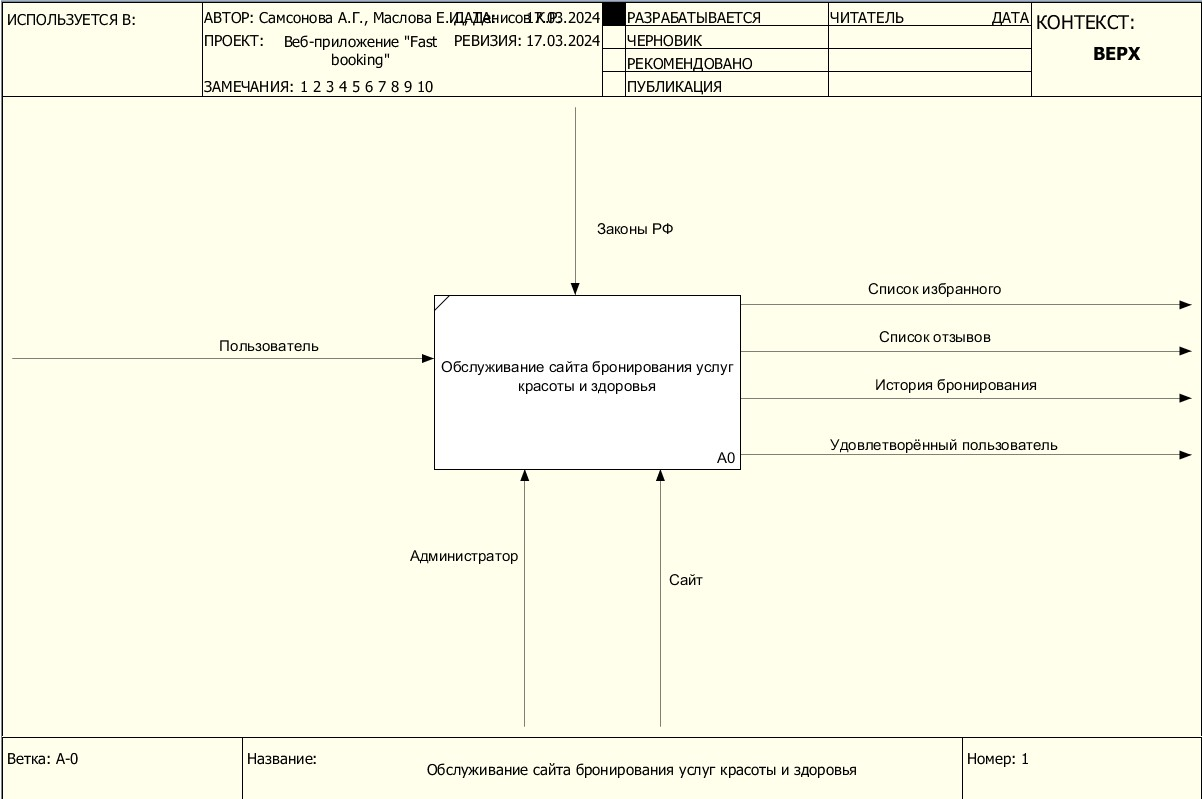 ИСПОЛЬЗУЕТСЯ В:
АВТОР: Самсонова А.Г., Маслова Е.И., Денисов К.Р.
ДАТА: 17.03.2024
ПРОЕКТ: Веб-приложение "Fast
booking"
РЕВИЗИЯ: 17.03.2024
ЗАМЕЧАНИЯ: 1 2 3 4 5 6 7 8 9 10
РАЗРАБАТЫВАЕТСЯ
ЧЕРНОВИК
РЕКОМЕНДОВАНО
ПУБЛИКАЦИЯ
ЧИТАТЕЛЬ
ДАТА
КОНТЕКСТ:
ВЕРХ
Законы РФ
Список избранного
Список отзывов
Пользователь
Обслуживание сайта бронирования услуг
красоты и здоровья
История бронирования
Удовлетворённый пользователь
A0
Администратор
Сайт
Ветка: A-0
Название:
Обслуживание сайта бронирования услуг красоты и здоровья
Номер: 1